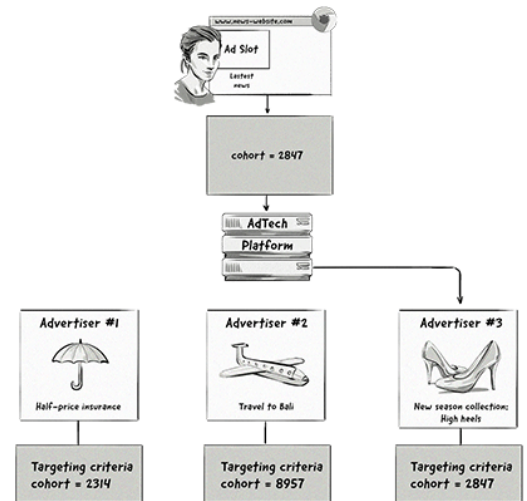 www.news-website.com
Ad Slot
Lastest
news
cohort = 2847
AdTech
Platform
Advertiser #1
Half-price insurance
Advertiser #2
Travel to Bali
Advertiser #3
New season collection:
High heels
Targeting criteria
cohort = 2314
Targeting criteria
cohort = 8957
Targeting criteria
cohort = 2847